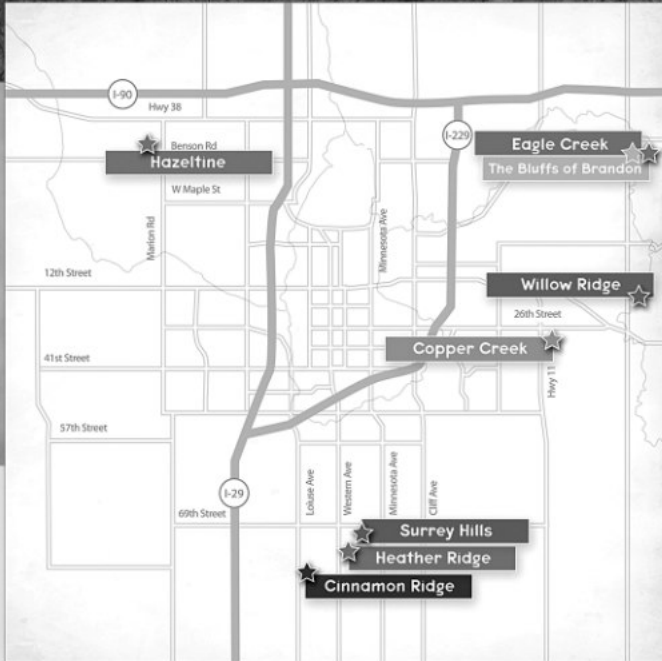 I-90
Hwy 38
I-229
Eagle Creek
Benson Rd
Hazeltine
The Bluffs of Brandon
W Maple St
Marion Rd
Minnesota Ave
12th Street
Willow Ridge
26th Street
Copper Creek
41st Street
Hwy 11
57th Street
I-29
Loiuse Ave
Western Ave
Minnesota Ave
Cliff Ave
69th Street
Surrey Hills
Heather Ridge
Cinnamon Ridge